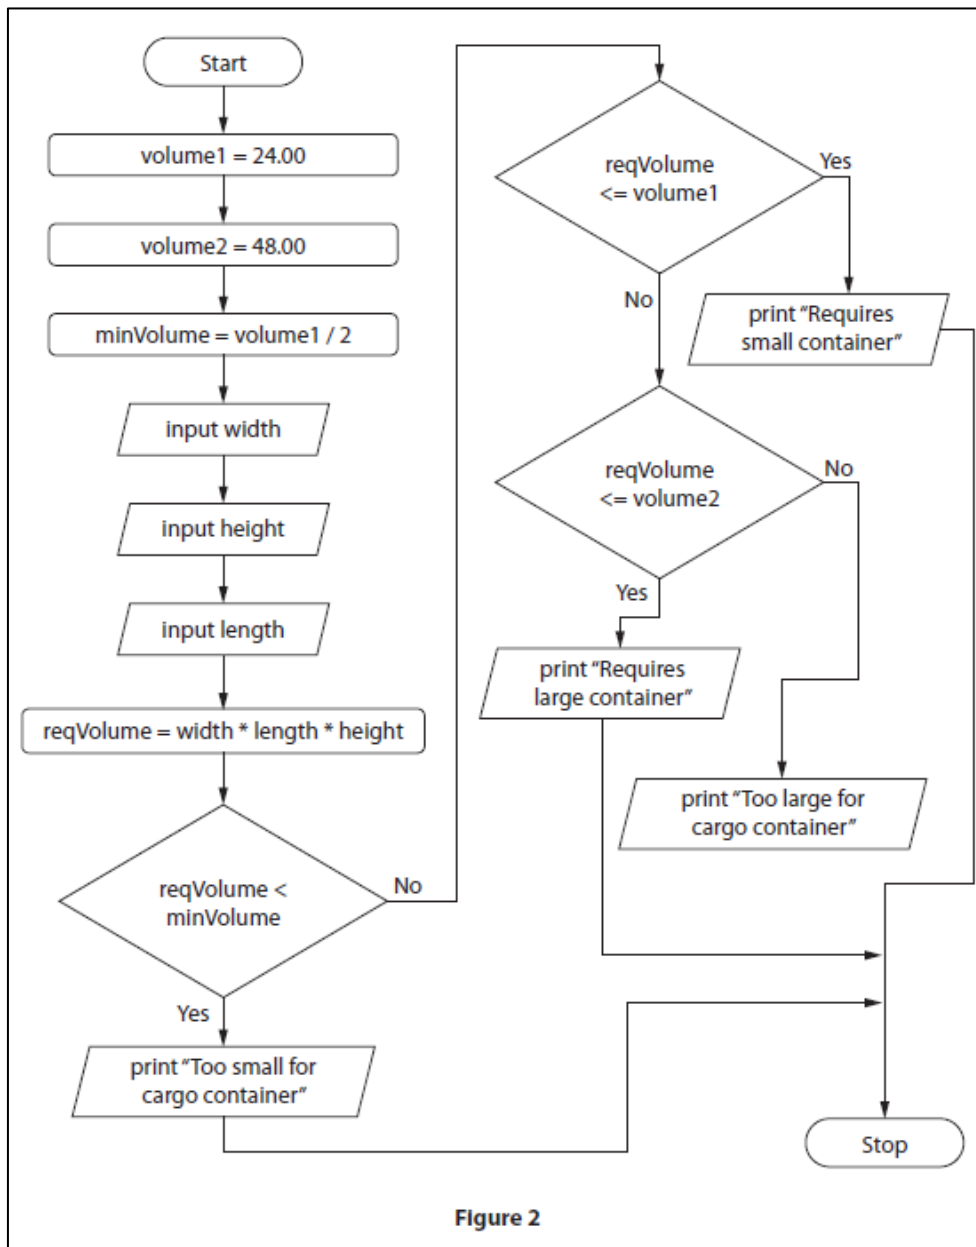 Start
volume1 = 24.00
volume2 = 48.00
minVolume = volume1 / 2
input width
input height
input length
reqVolume = width * length * height
reqVolume <
minVolume
No
Yes
print “Too small for
cargo container”
reqVolume
<= volume1
Yes
No
print “Requires
small container”
reqVolume
<= volume2
No
Yes
print “Requires
large container”
print “Too large for
cargo container”
Stop
Figure 2